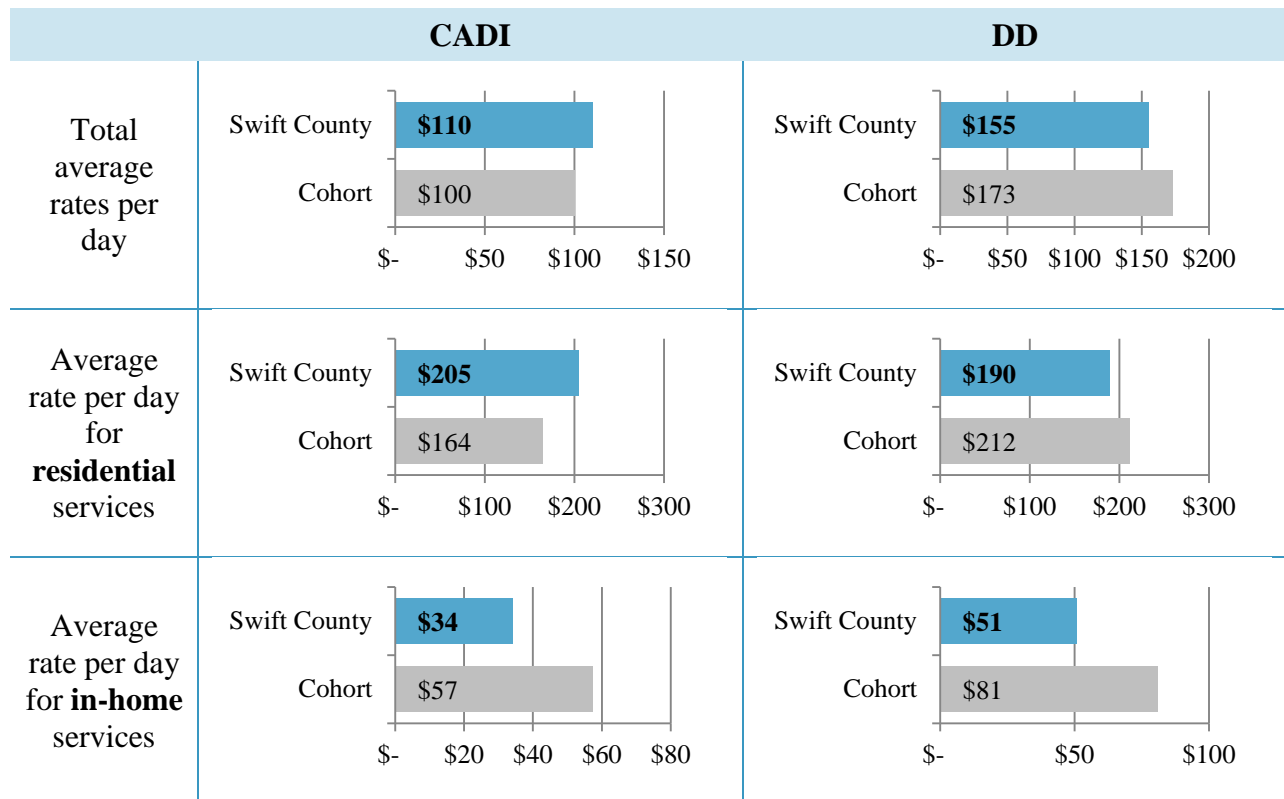 CADI
DD
Total
average
rates per
day
Swift County
$110
Cohort
$100
$- $50 $100 $150
Swift County
$155
Cohort
$173
$- $50 $100 $150 $200
Average
rate per day
for
residential
services
Swift County
$205
Cohort
$164
$- $100 $200 $300
Swift County
$190
Cohort
$212
$- $100 $200 $300
Average
rate per day
for in-home
services
Swift County
$34
Cohort
$57
$- $20 $40 $60 $80
Swift County
$51
Cohort
$81
$- $50 $100